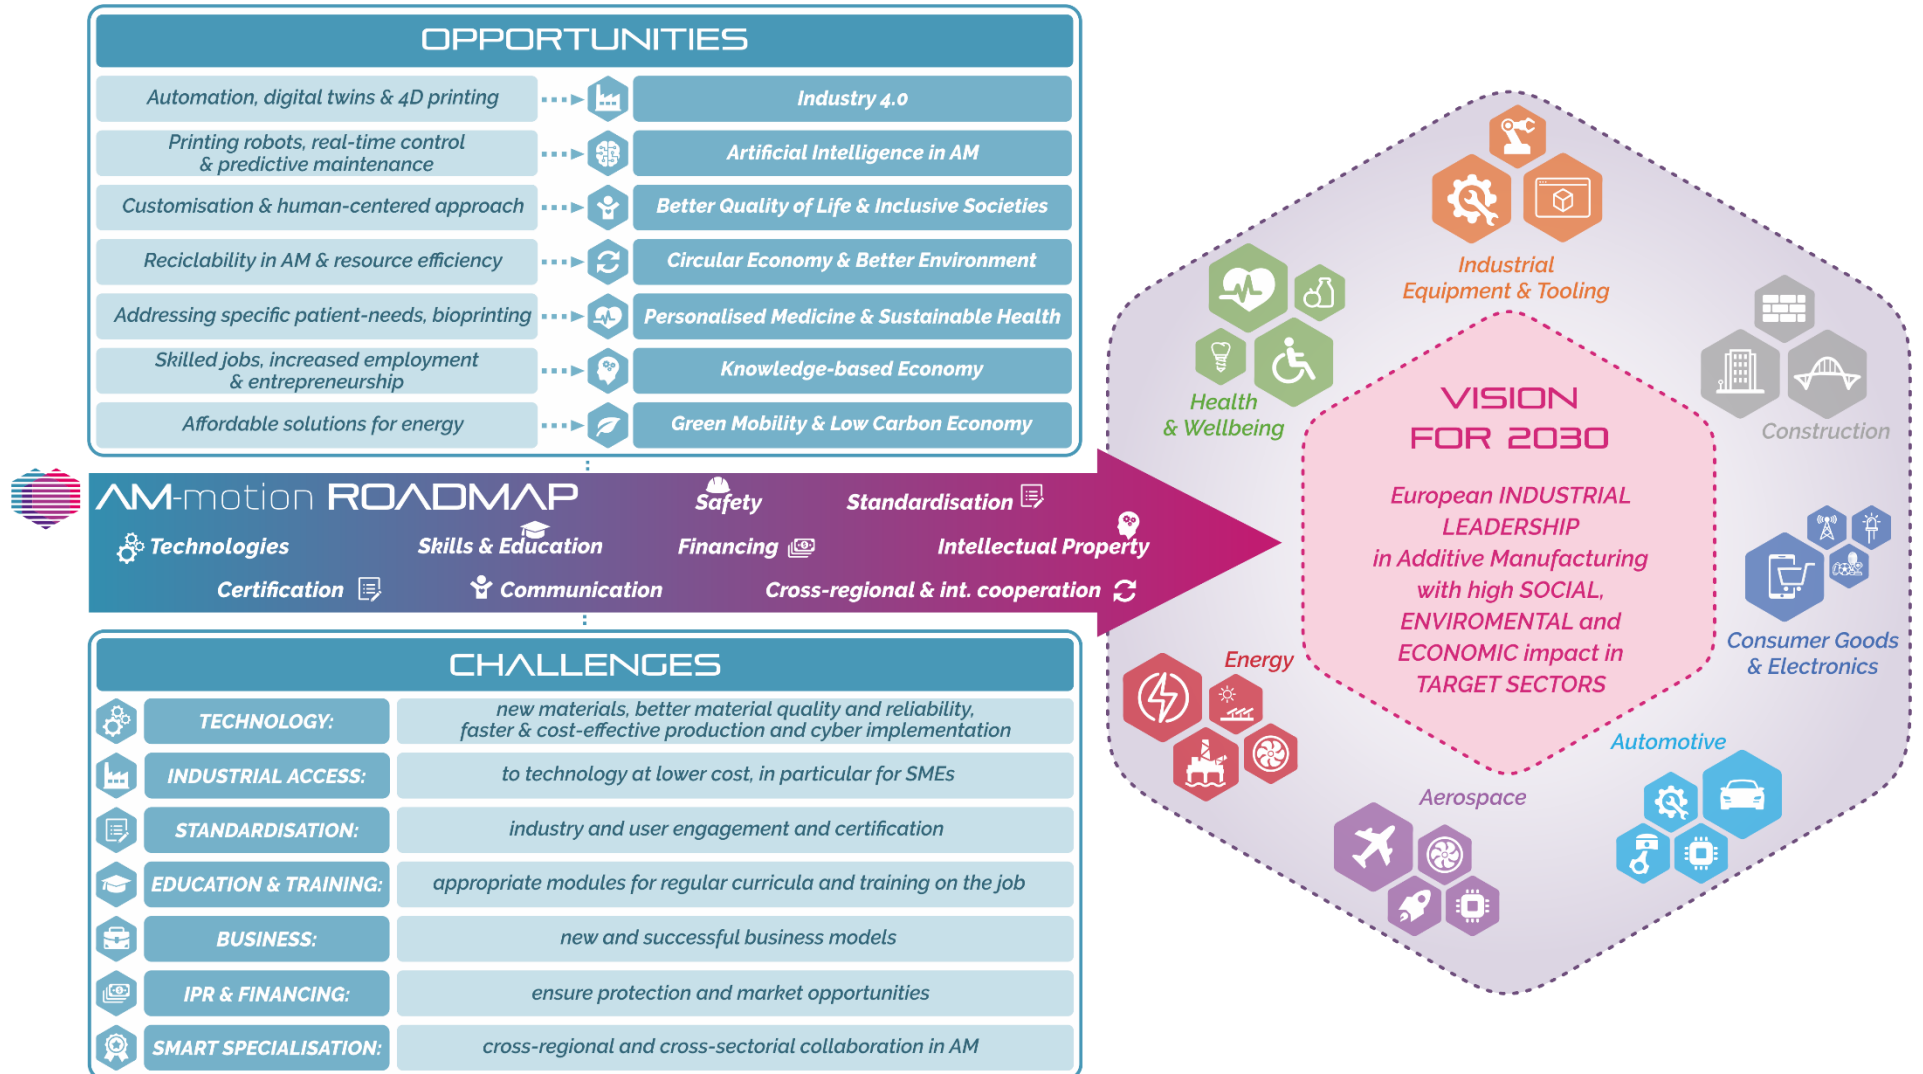 OPPORTUNITIES
Automation, digital twins & 4D printing
Industry 4.0
Printing robots, real-time control
& predictive maintenance
Artificial Intelligence in AM
Customisation & human-centered approach
Better Quality of Life & Inclusive Societies
Reciclability in AM & resource efficiency
Circular Economy & Better Environment
Addressing specific patient-needs, bioprinting
Personalised Medicine & Sustainable Health
Skilled jobs, increased employment
& entrepreneurship
Knowledge-based Economy
Affordable solutions for energy
Green Mobility & Low Carbon Economy
AM-motion ROADMAP
Safety
Standardisation
Technologies
Skills & Education
Financing
Intellectual Property
Certification
Communication
Cross-regional & int. cooperation
CHALLENGES
TECHNOLOGY:
new materials, better material quality and reliability,
faster & cost-effective production and cyber implementation
INDUSTRIAL ACCESS:
to technology at lower cost, in particular for SMEs
STANDARDISATION:
industry and user engagement and certification
EDUCATION & TRAINING:
appropriate modules for regular curricula and training on the job
BUSINESS:
new and successful business models
IPR & FINANCING:
ensure protection and market opportunities
SMART SPECIALISATION:
cross-regional and cross-sectorial collaboration in AM
Industrial
Equipment & Tooling
Health
& Wellbeing
Construction
VISION
FOR 2030
European INDUSTRIAL
LEADERSHIP
in Additive Manufacturing
with high SOCIAL,
ENVIROMENTAL and
ECONOMIC impact in
TARGET SECTORS
Consumer Goods
& Electronics
Energy
Automotive
Aerospace